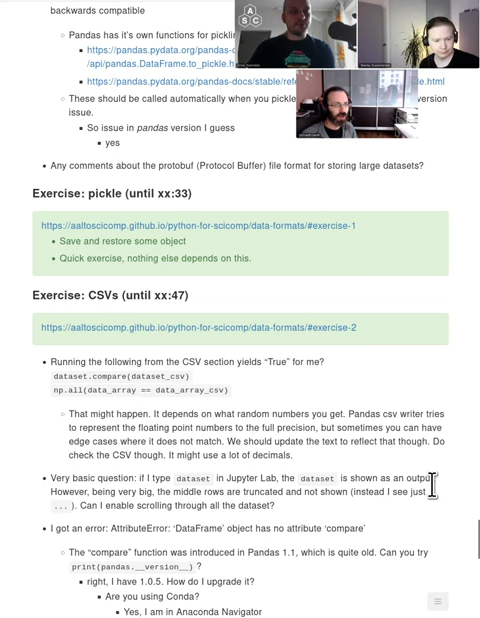 backwards compatible
Pandas has it's own functions for picklin
https://pandas.pydata.org/pandas-d
/api/pandas.DataFrame.to_pickle.h
https://pandas.pydata.org/pandas-docs/stable/refe
le.html
These should be called automatically when you pickle
version
issue.
So issue in pandas version I guess
yes
Any comments about the protobuf (Protocol Buffer) file format for storing large datasets?
Exercise: pickle (until xx:33)
https://aaltoscicomp.github.io/python-for-scicomp/data-formats/#exercise-1
Save and restore some object
Quick exercise, nothing else depends on this.
Exercise: CSVs (until xx:47)
https://aaltoscicomp.github.io/python-for-scicomp/data-formats/#exercise-2
Running the following from the CSV section yields “True” for me?
dataset.compare(dataset_csv)
np.all(data_array == data_array_csv)
That might happen. It depends on what random numbers you get. Pandas csv writer tries
to represent the floating point numbers to the full precision, but sometimes you can have
edge cases where it does not match. We should update the text to reflect that though. Do
check the CSV though. It might use a lot of decimals.
Very basic question: if i type dataset in Jupyter Lab, the dataset is shown as an output
However, being very big, the middle rows are truncated and not shown (instead I see just
... ). Can I enable scrolling through all the dataset?
I got an error: AttributeError: ‘DataFrame’ object has no attribute ‘compare’
The “compare” function was introduced in Pandas 1.1, which is quite old. Can you try
print(pandas.__version__) ?
right, I have 1.0.5. How do I upgrade it?
Are you using Conda?
Yes, I am in Anaconda Navigator